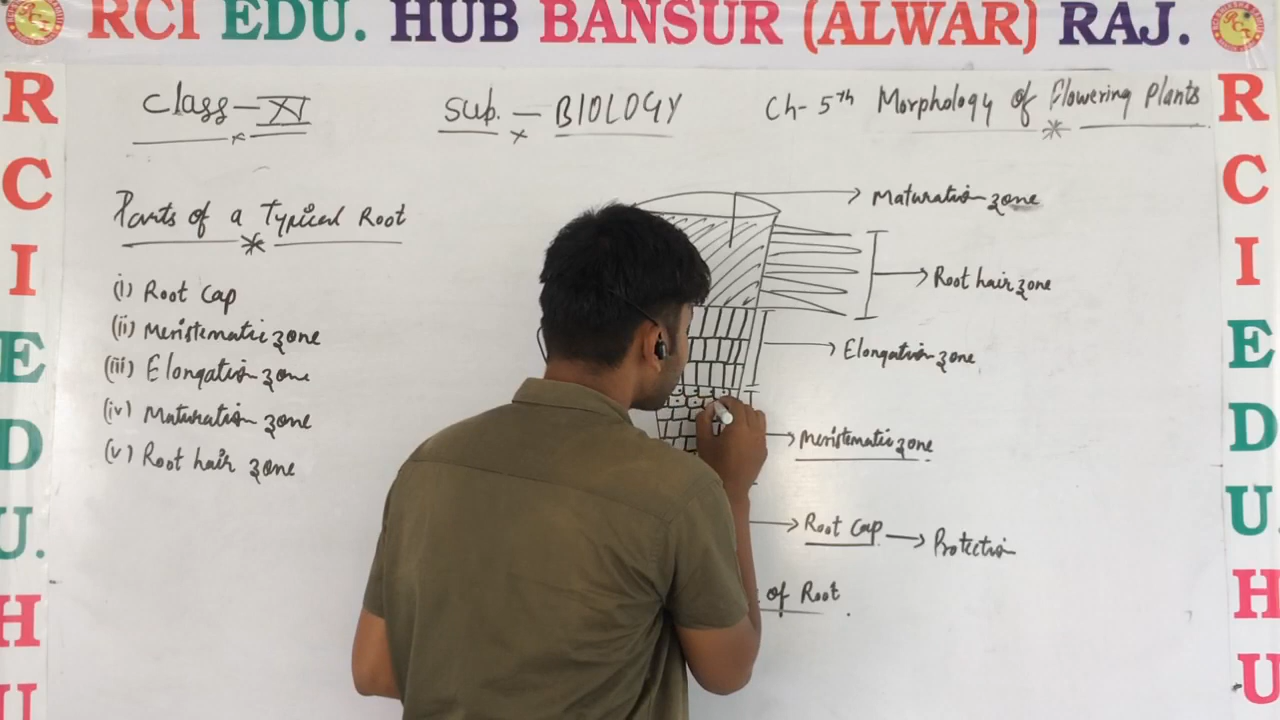 RCI EDU. HUB BANSUR (ALWAR) RAJ.
R
C
I
E
D
U.
H
U
R
C
I
E
D
U
H
U
Class - XI
Sub. - BIOLOGY
Ch- 5th Morphology of Flowering Plants
Parts of a Typical Root
(i) Root Cap
(ii) Meristematic zone
(iii) Elongation zone
(iv) Maturation zone
(v) Root hair zone
Maturation zone
Root hair zone
Elongation zone
Meristematic zone
Root Cap → Protection
of Root.